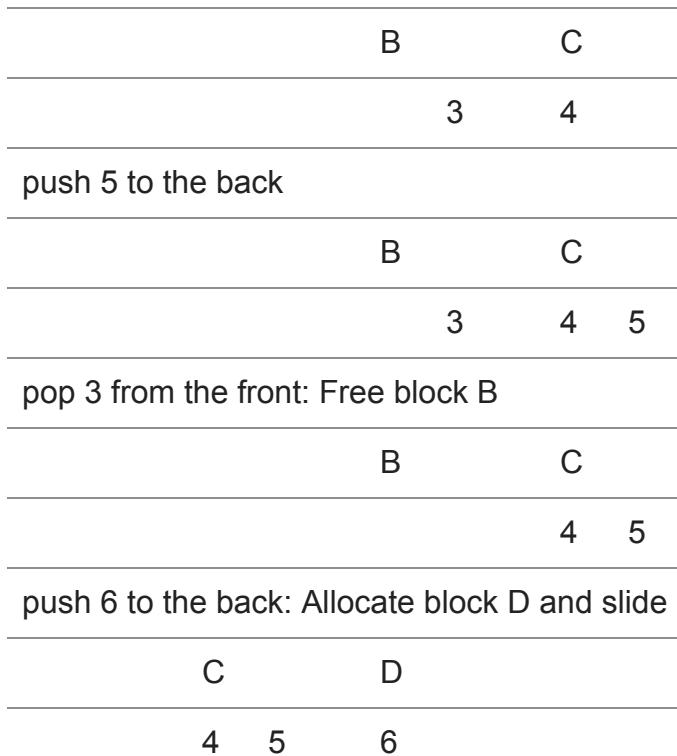 B C
3 4
push 5 to the back
B C
3 4 5
pop 3 from the front: Free block B
B C
4 5
push 6 to the back: Allocate block D and slide
C D
4 5 6